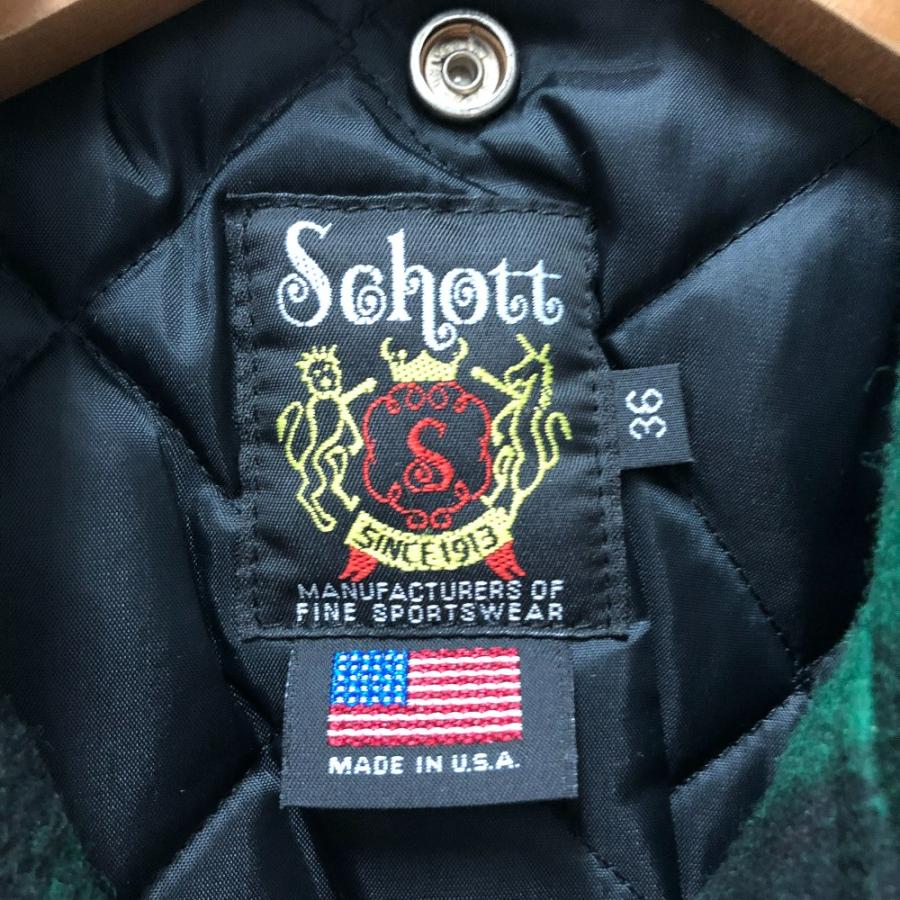 Schott
S
SINCE 1913
MANUFACTURERS OF
FINE SPORTSWEAR
36
MADE IN U.S.A.